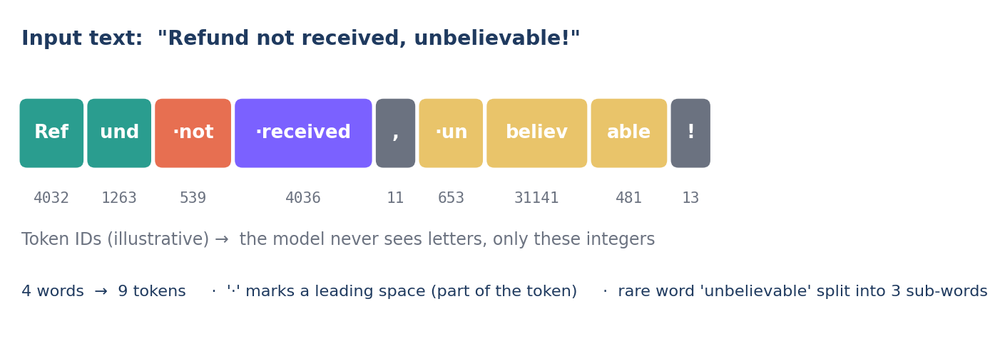 Input text:  "Refund not received, unbelievable!"
Ref und ·not ·received , ·un believ able !
4032 1263 539 4036 11 653 31141 481 13
Token IDs (illustrative) →  the model never sees letters, only these integers
4 words  →  9 tokens     ·  '·' marks a leading space (part of the token)     ·  rare word 'unbelievable' split into 3 sub-words